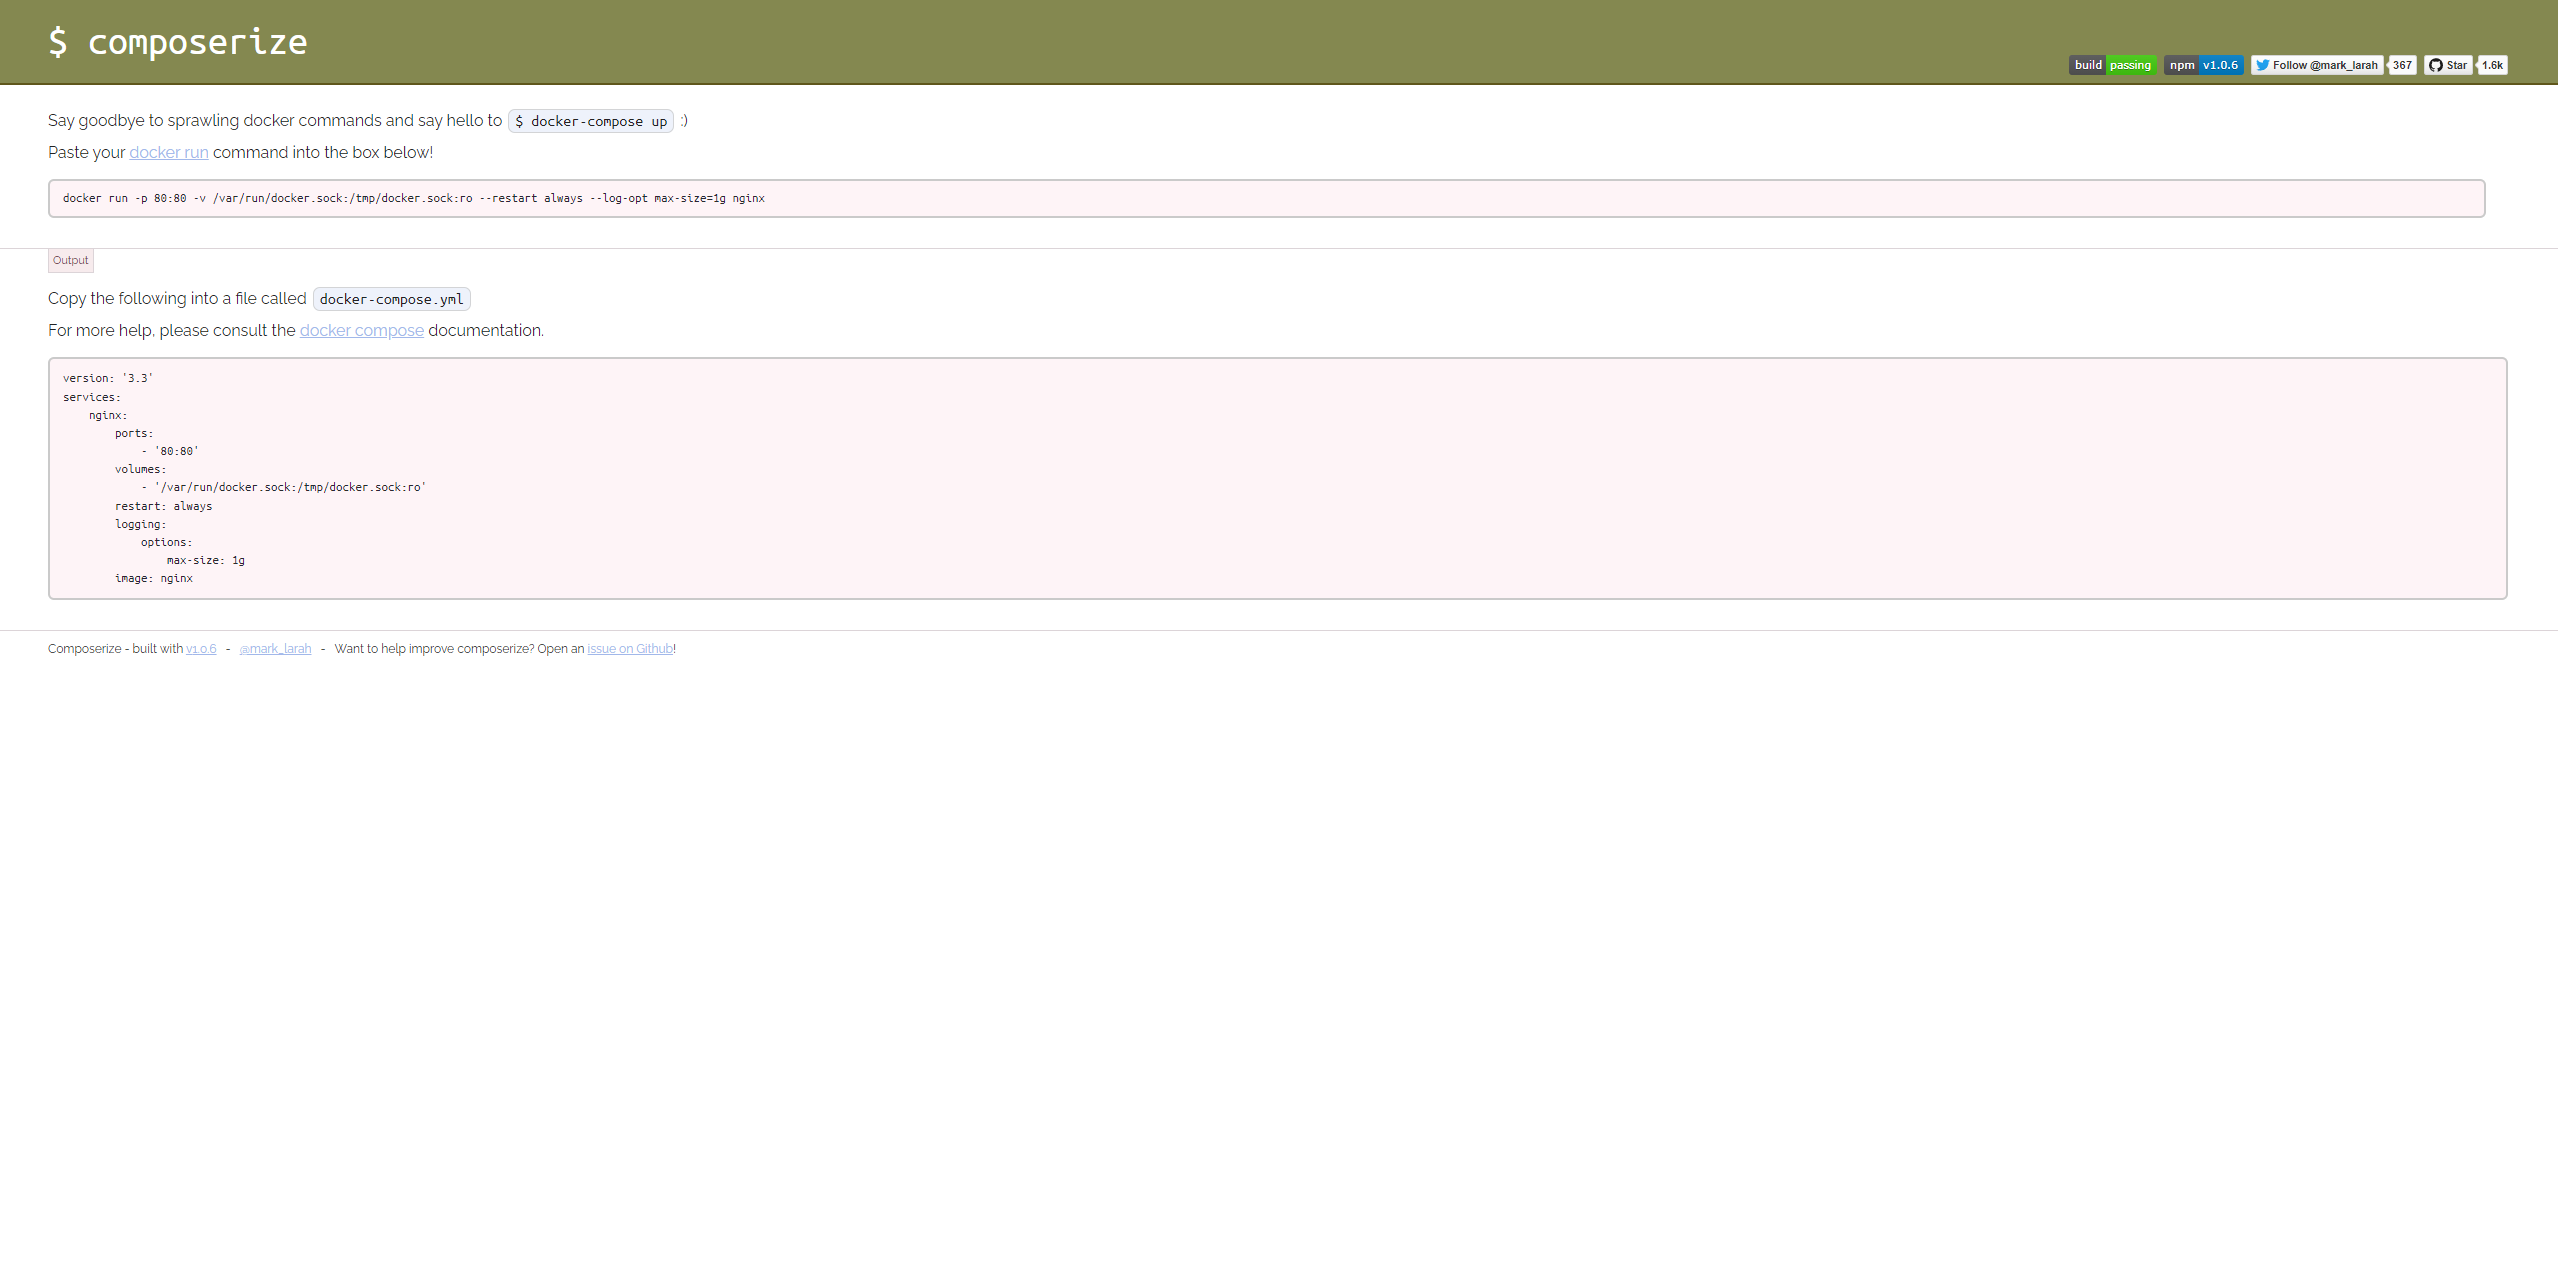 $ composerize
build passing npm v1.0.6 Follow @mark_larah 367 Star 1.6k
Say goodbye to sprawling docker commands and say hello to $ docker-compose up :)
Paste your docker run command into the box below!
docker run -p 80:80 -v /var/run/docker.sock:/tmp/docker.sock:ro --restart always --log-opt max-size=1g nginx
Output
Copy the following into a file called docker-compose.yml
For more help, please consult the docker compose documentation.
version: '3.3'
services:
    nginx:
        ports:
            - '80:80'
        volumes:
            - '/var/run/docker.sock:/tmp/docker.sock:ro'
        restart: always
        logging:
            options:
                max-size: 1g
        image: nginx
Composerize - built with v1.0.6 - @mark_larah - Want to help improve composerize? Open an issue on Github!